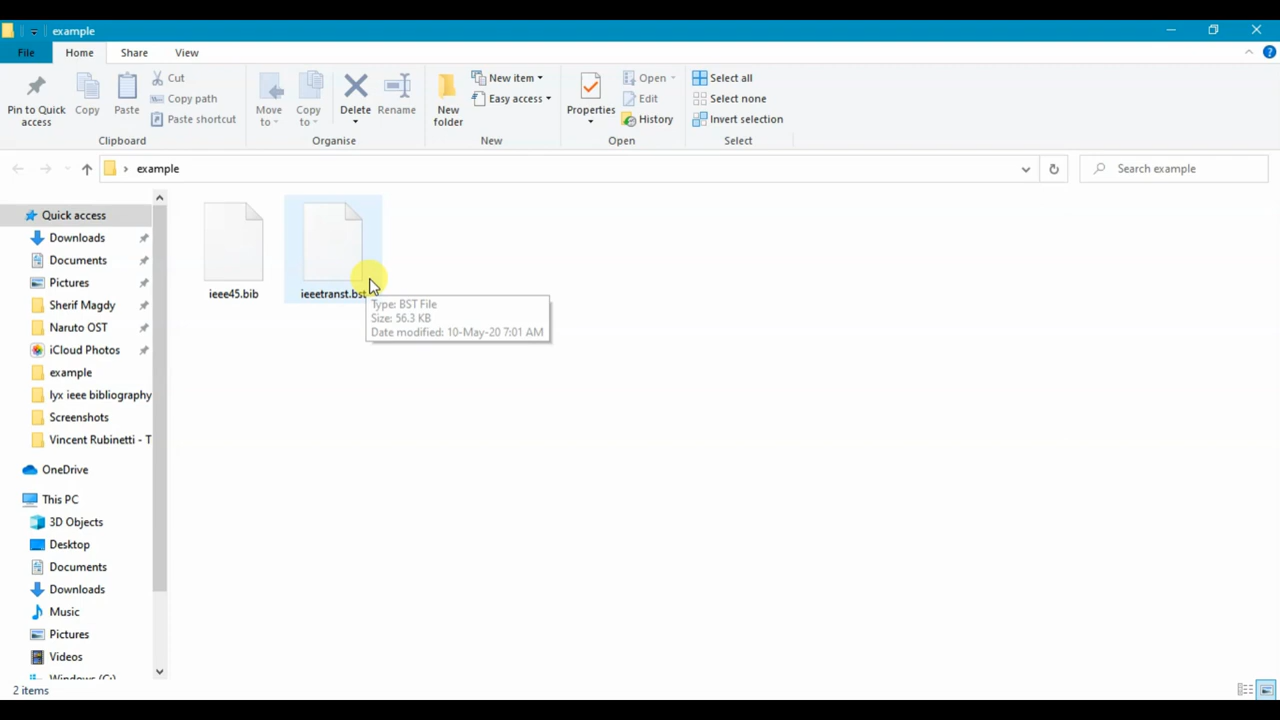 example
File
Home
Share
View
Pin to Quick
access
Copy
Paste
Cut
Copy path
Paste shortcut
Clipboard
Move
to
Copy
to
Delete
Rename
Organise
New
folder
New item
Easy access
New
Properties
Open
Edit
History
Open
Select all
Select none
Invert selection
Select
example
Search example
Quick access
Downloads
Documents
Pictures
Sherif Magdy
Naruto OST
iCloud Photos
example
lyx ieee bibliography
Screenshots
Vincent Rubinetti - T
OneDrive
This PC
3D Objects
Desktop
Documents
Downloads
Music
Pictures
Videos
Windows (C:)
ieee45.bib
ieeetranst.bst
Type: BST File
Size: 56.3 KB
Date modified: 10-May-20 7:01 AM
2 items